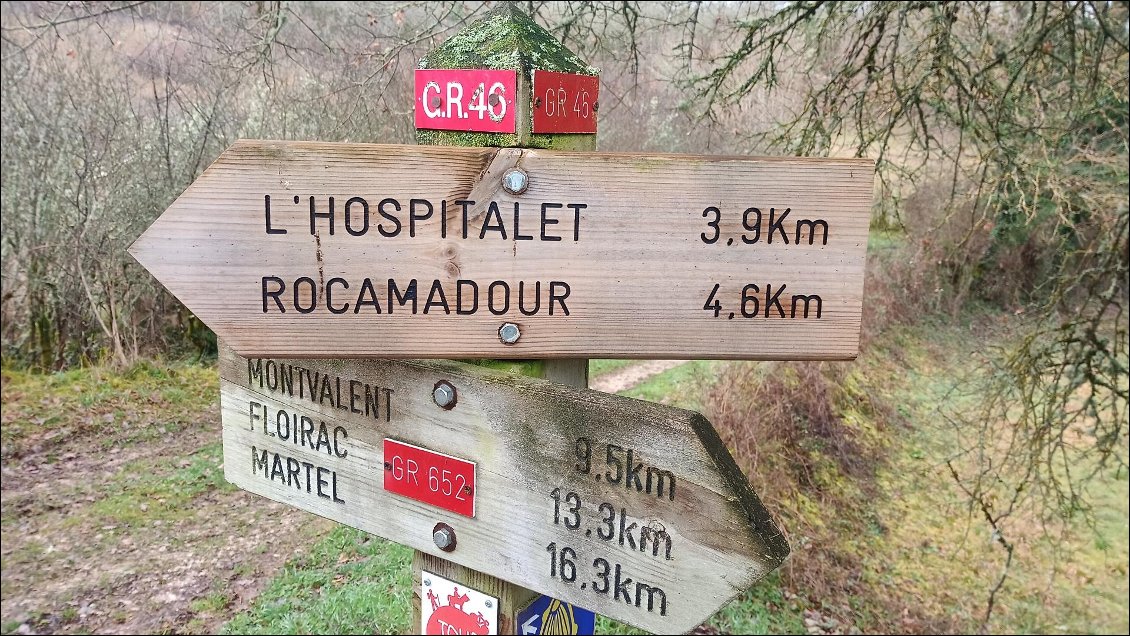 G.R.46
GR 46
L'HOSPITALET 3,9Km
ROCAMADOUR 4,6Km
MONTVALENT 9.5km
FLOIRAC 13.3km
MARTEL 16.3km
GR 652